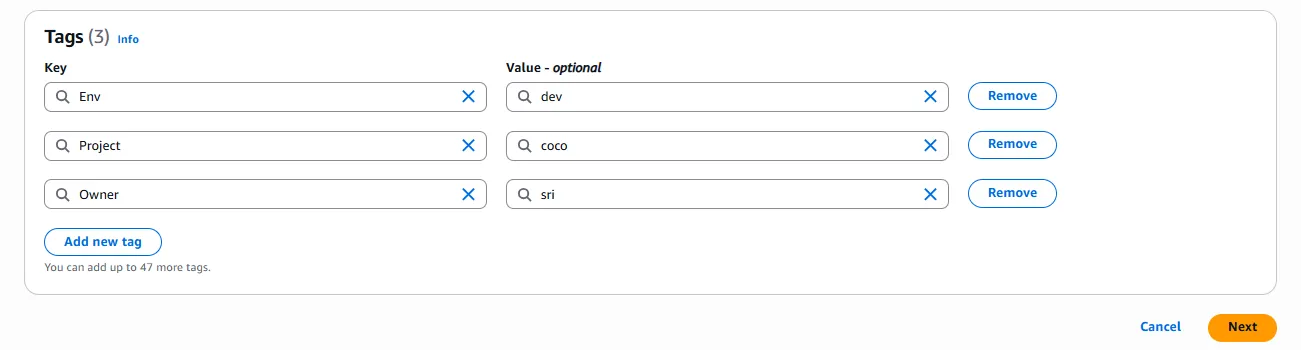 Tags (3) Info
Key Value - optional
Env dev Remove
Project coco Remove
Owner sri Remove
Add new tag
You can add up to 47 more tags.
Cancel Next